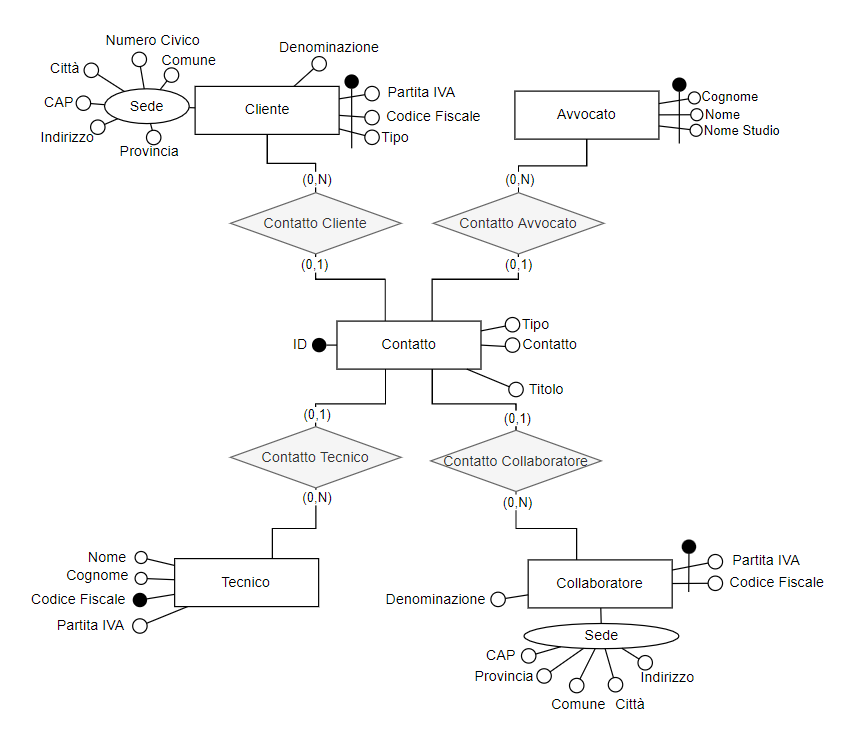 Numero Civico
Denominazione
Città
Comune
Partita IVA
Cognome
CAP
Sede
Cliente
Codice Fiscale
Avvocato
Nome
Indirizzo
Tipo
Nome Studio
Provincia
(0,N)
(0,N)
Contatto Cliente
Contatto Avvocato
(0,1)
(0,1)
Tipo
ID
Contatto
Contatto
Titolo
(0,1)
(0,1)
Contatto Tecnico
Contatto Collaboratore
(0,N)
(0,N)
Nome
Partita IVA
Cognome
Tecnico
Collaboratore
Codice Fiscale
Codice Fiscale
Denominazione
Partita IVA
Sede
CAP
Provincia
Indirizzo
Comune
Città